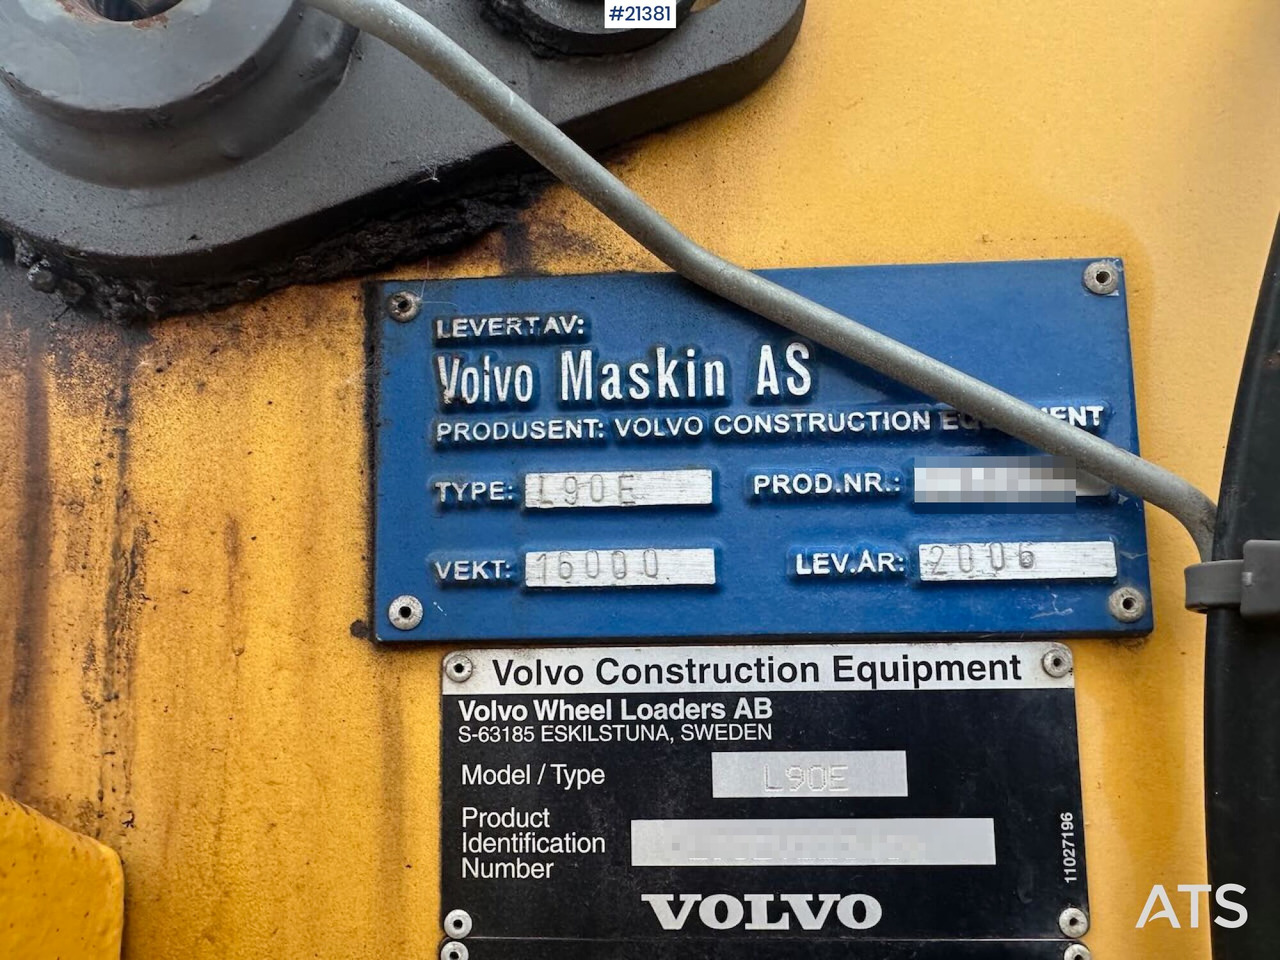 #21381
LEVERT AV:
Volvo Maskin AS
PRODUSENT: VOLVO CONSTRUCTION
TYPE: L90E PROD.NR.:
VEKT: 16000 LEV.ÅR: 2006
Volvo Construction Equipment
Volvo Wheel Loaders AB
S-63185 ESKILSTUNA, SWEDEN
Model / Type L90E
Product
Identification
Number
11027196
VOLVO
ATS